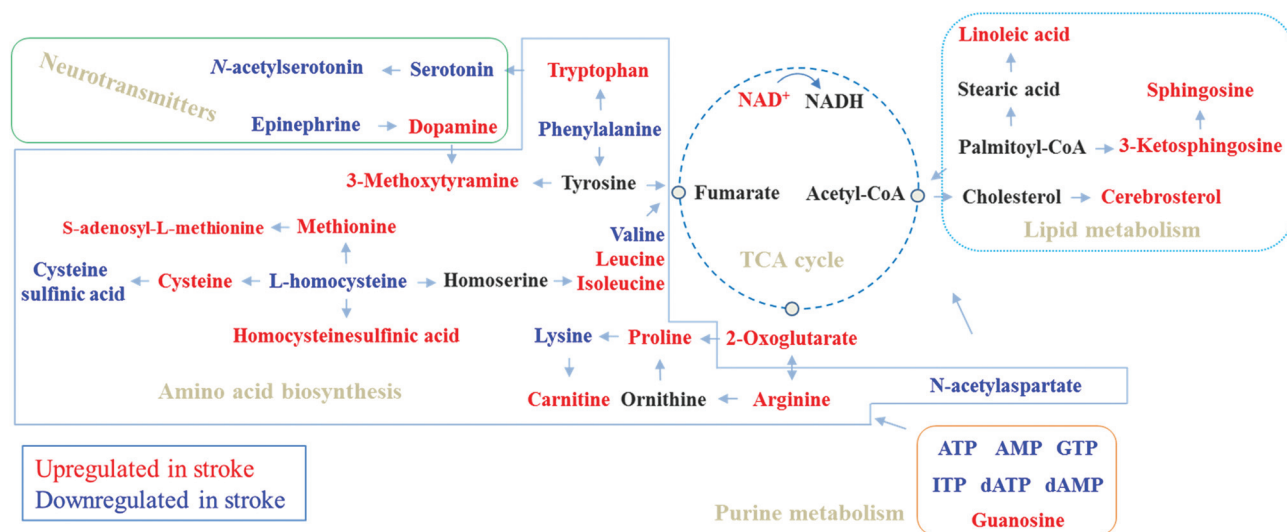 Neurotransmitters
N-acetylserotonin
Serotonin
Tryptophan
Epinephrine
Dopamine
Phenylalanine
3-Methoxytyramine
Tyrosine
S-adenosyl-L-methionine
Methionine
Valine
Leucine
Isoleucine
Cysteine
sulfinic acid
Cysteine
L-homocysteine
Homoserine
Homocysteinesulfinic acid
Lysine
Proline
2-Oxoglutarate
Amino acid biosynthesis
Carnitine
Ornithine
Arginine
NAD+
NADH
Fumarate
Acetyl-CoA
TCA cycle
Linoleic acid
Stearic acid
Sphingosine
Palmitoyl-CoA
3-Ketosphingosine
Cholesterol
Cerebrosterol
Lipid metabolism
N-acetylaspartate
ATP AMP GTP
ITP dATP dAMP
Guanosine
Purine metabolism
Upregulated in stroke
Downregulated in stroke